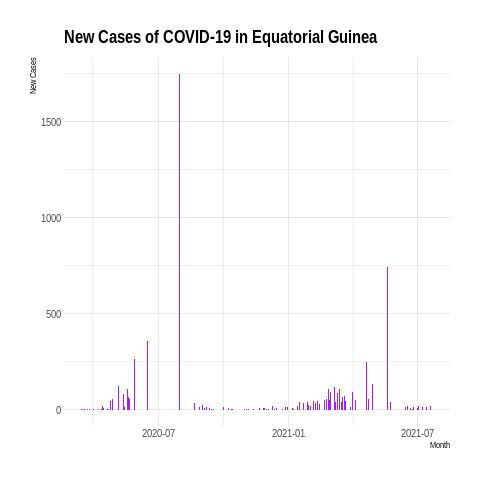 New Cases of COVID-19 in Equatorial Guinea
New Cases
1500
1000
500
0
2020-07 2021-01 2021-07
Month